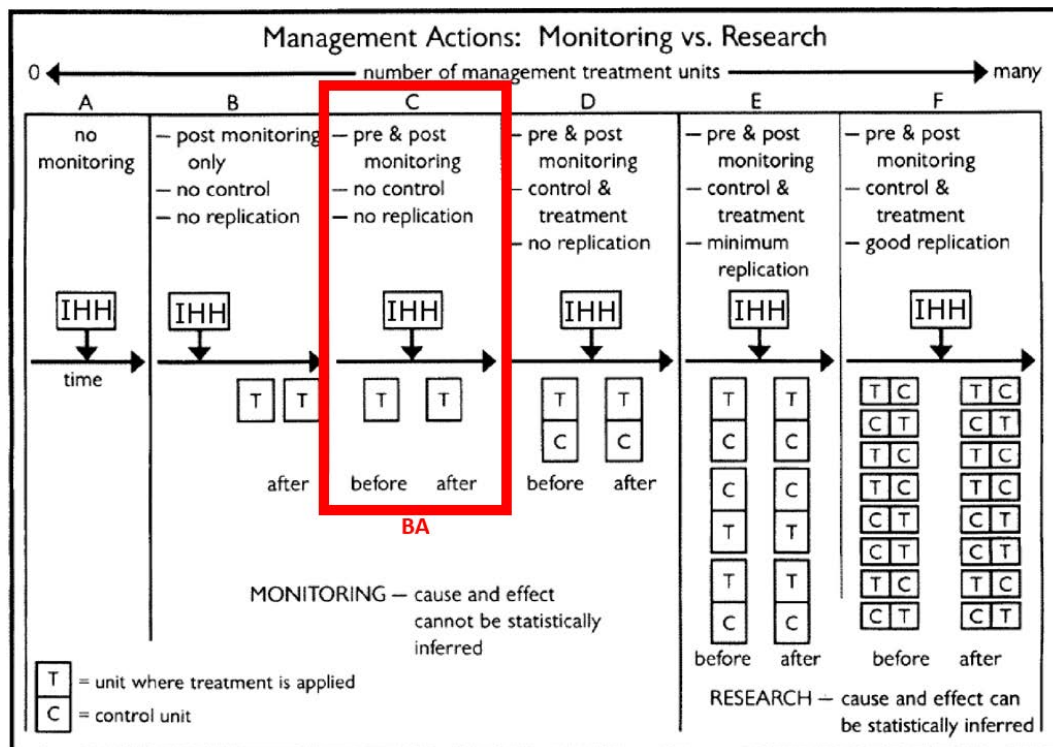 Management Actions: Monitoring vs. Research
0 number of management treatment units many
A
no
monitoring
IHH
time
B
– post monitoring
only
– no control
– no replication
IHH
T T
after
C
– pre & post
monitoring
– no control
– no replication
IHH
T T
before after
BA
D
– pre & post
monitoring
– control &
treatment
– no replication
IHH
T T
C C
before after
E
– pre & post
monitoring
– control &
treatment
– minimum
replication
IHH
T T
C C
C C
T T
T T
C C
before after
F
– pre & post
monitoring
– control &
treatment
– good replication
IHH
T C T C
C T C T
T C T C
T C T C
C T C T
C T C T
T C T C
C T C T
before after
MONITORING – cause and effect
cannot be statistically
inferred
T = unit where treatment is applied
C = control unit
RESEARCH – cause and effect can
be statistically inferred